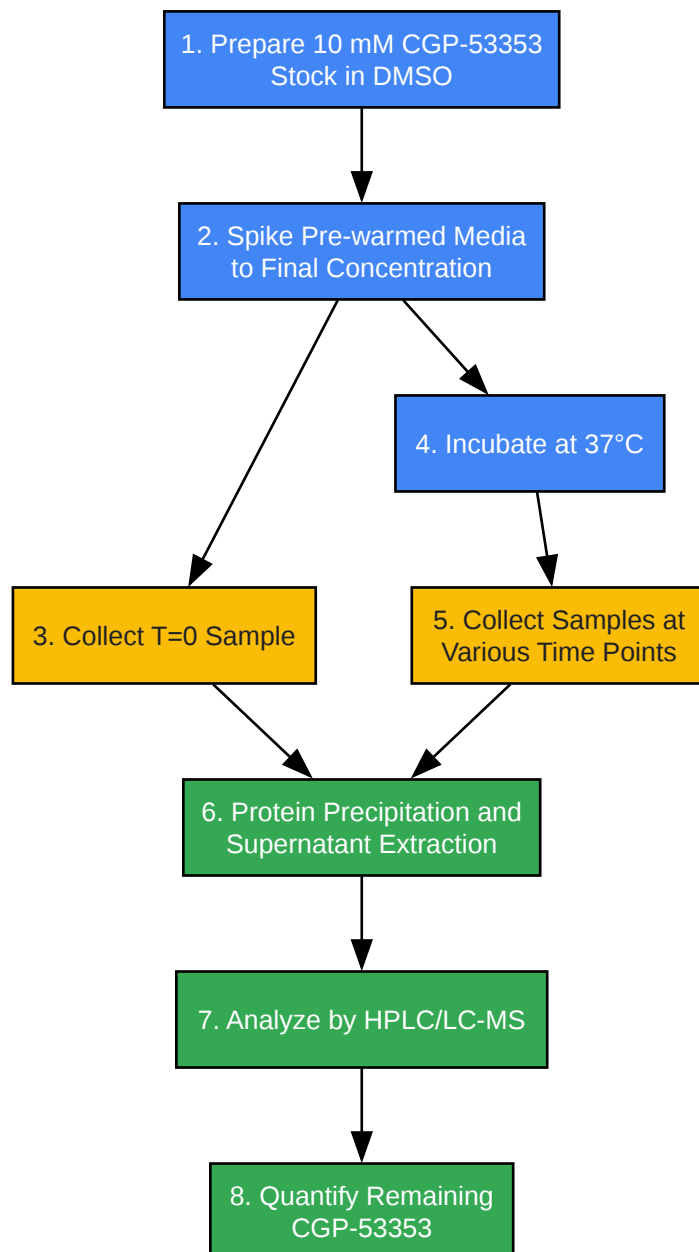 1. Prepare 10 mM CGP-53353
Stock in DMSO
2. Spike Pre-warmed Media
to Final Concentration
4. Incubate at 37°C
3. Collect T=0 Sample
5. Collect Samples at
Various Time Points
6. Protein Precipitation and
Supernatant Extraction
7. Analyze by HPLC/LC-MS
8. Quantify Remaining
CGP-53353